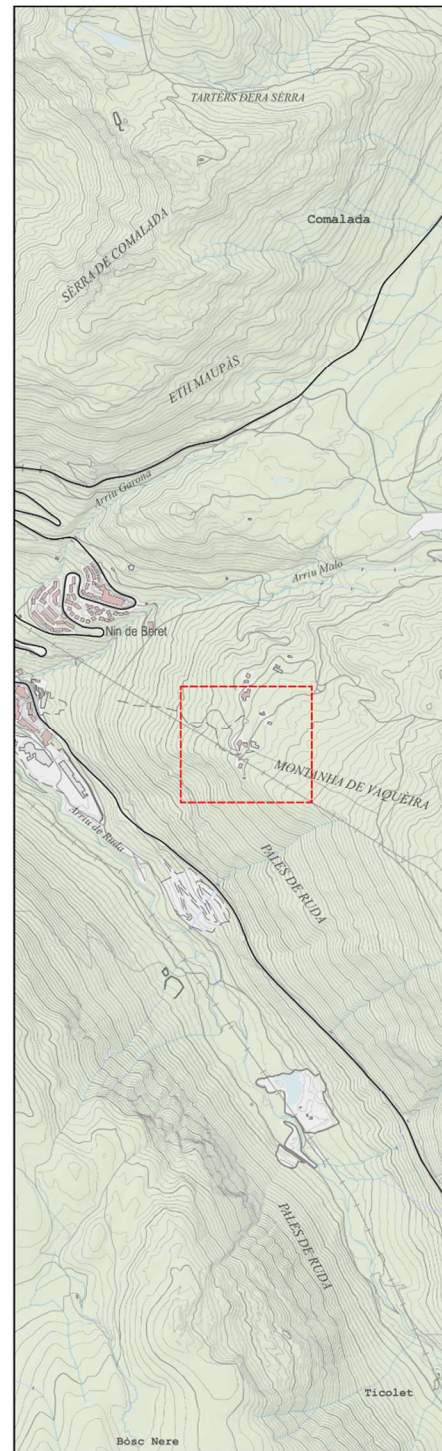 TARTÈRS DERA SÈRRA
Comalada
SÈRRA DE COMALADA
ETH MAUPÀS
Arriu Garona
Arriu Malo
Nin de Beret
MONTANHA DE VAQUÈIRA
Arriu de Ruda
PALES DE RUDA
PALES DE RUDA
Ticolet
Bòsc Nere